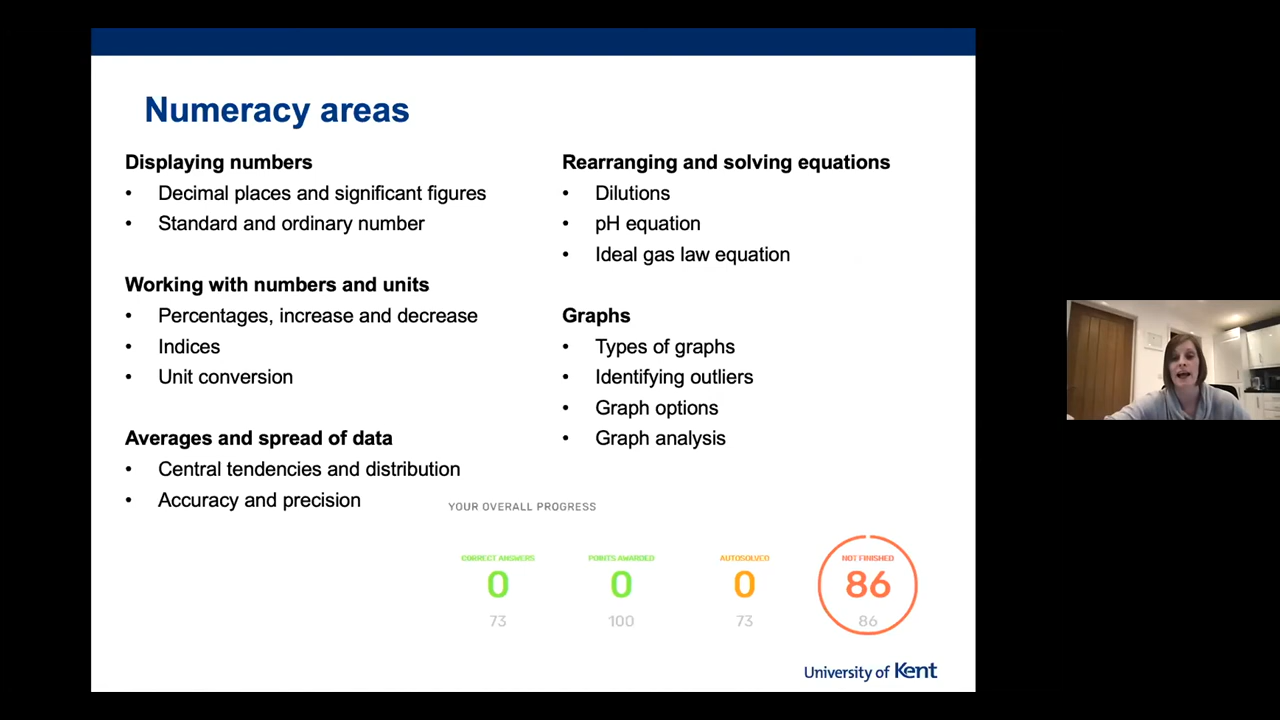 Numeracy areas
Displaying numbers
• Decimal places and significant figures
• Standard and ordinary number
Working with numbers and units
• Percentages, increase and decrease
• Indices
• Unit conversion
Averages and spread of data
• Central tendencies and distribution
• Accuracy and precision
Rearranging and solving equations
• Dilutions
• pH equation
• Ideal gas law equation
Graphs
• Types of graphs
• Identifying outliers
• Graph options
• Graph analysis
YOUR OVERALL PROGRESS
CORRECT ANSWERS
0
73
POINTS AWARDED
0
100
AUTOSOLVED
0
73
NOT FINISHED
86
86
University of Kent